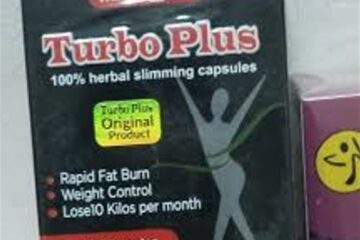 Turbo Plus
100% herbal slimming capsules
Turbo Plus
Original
Product
Rapid Fat Burn
Weight Control
Lose10 Kilos per month